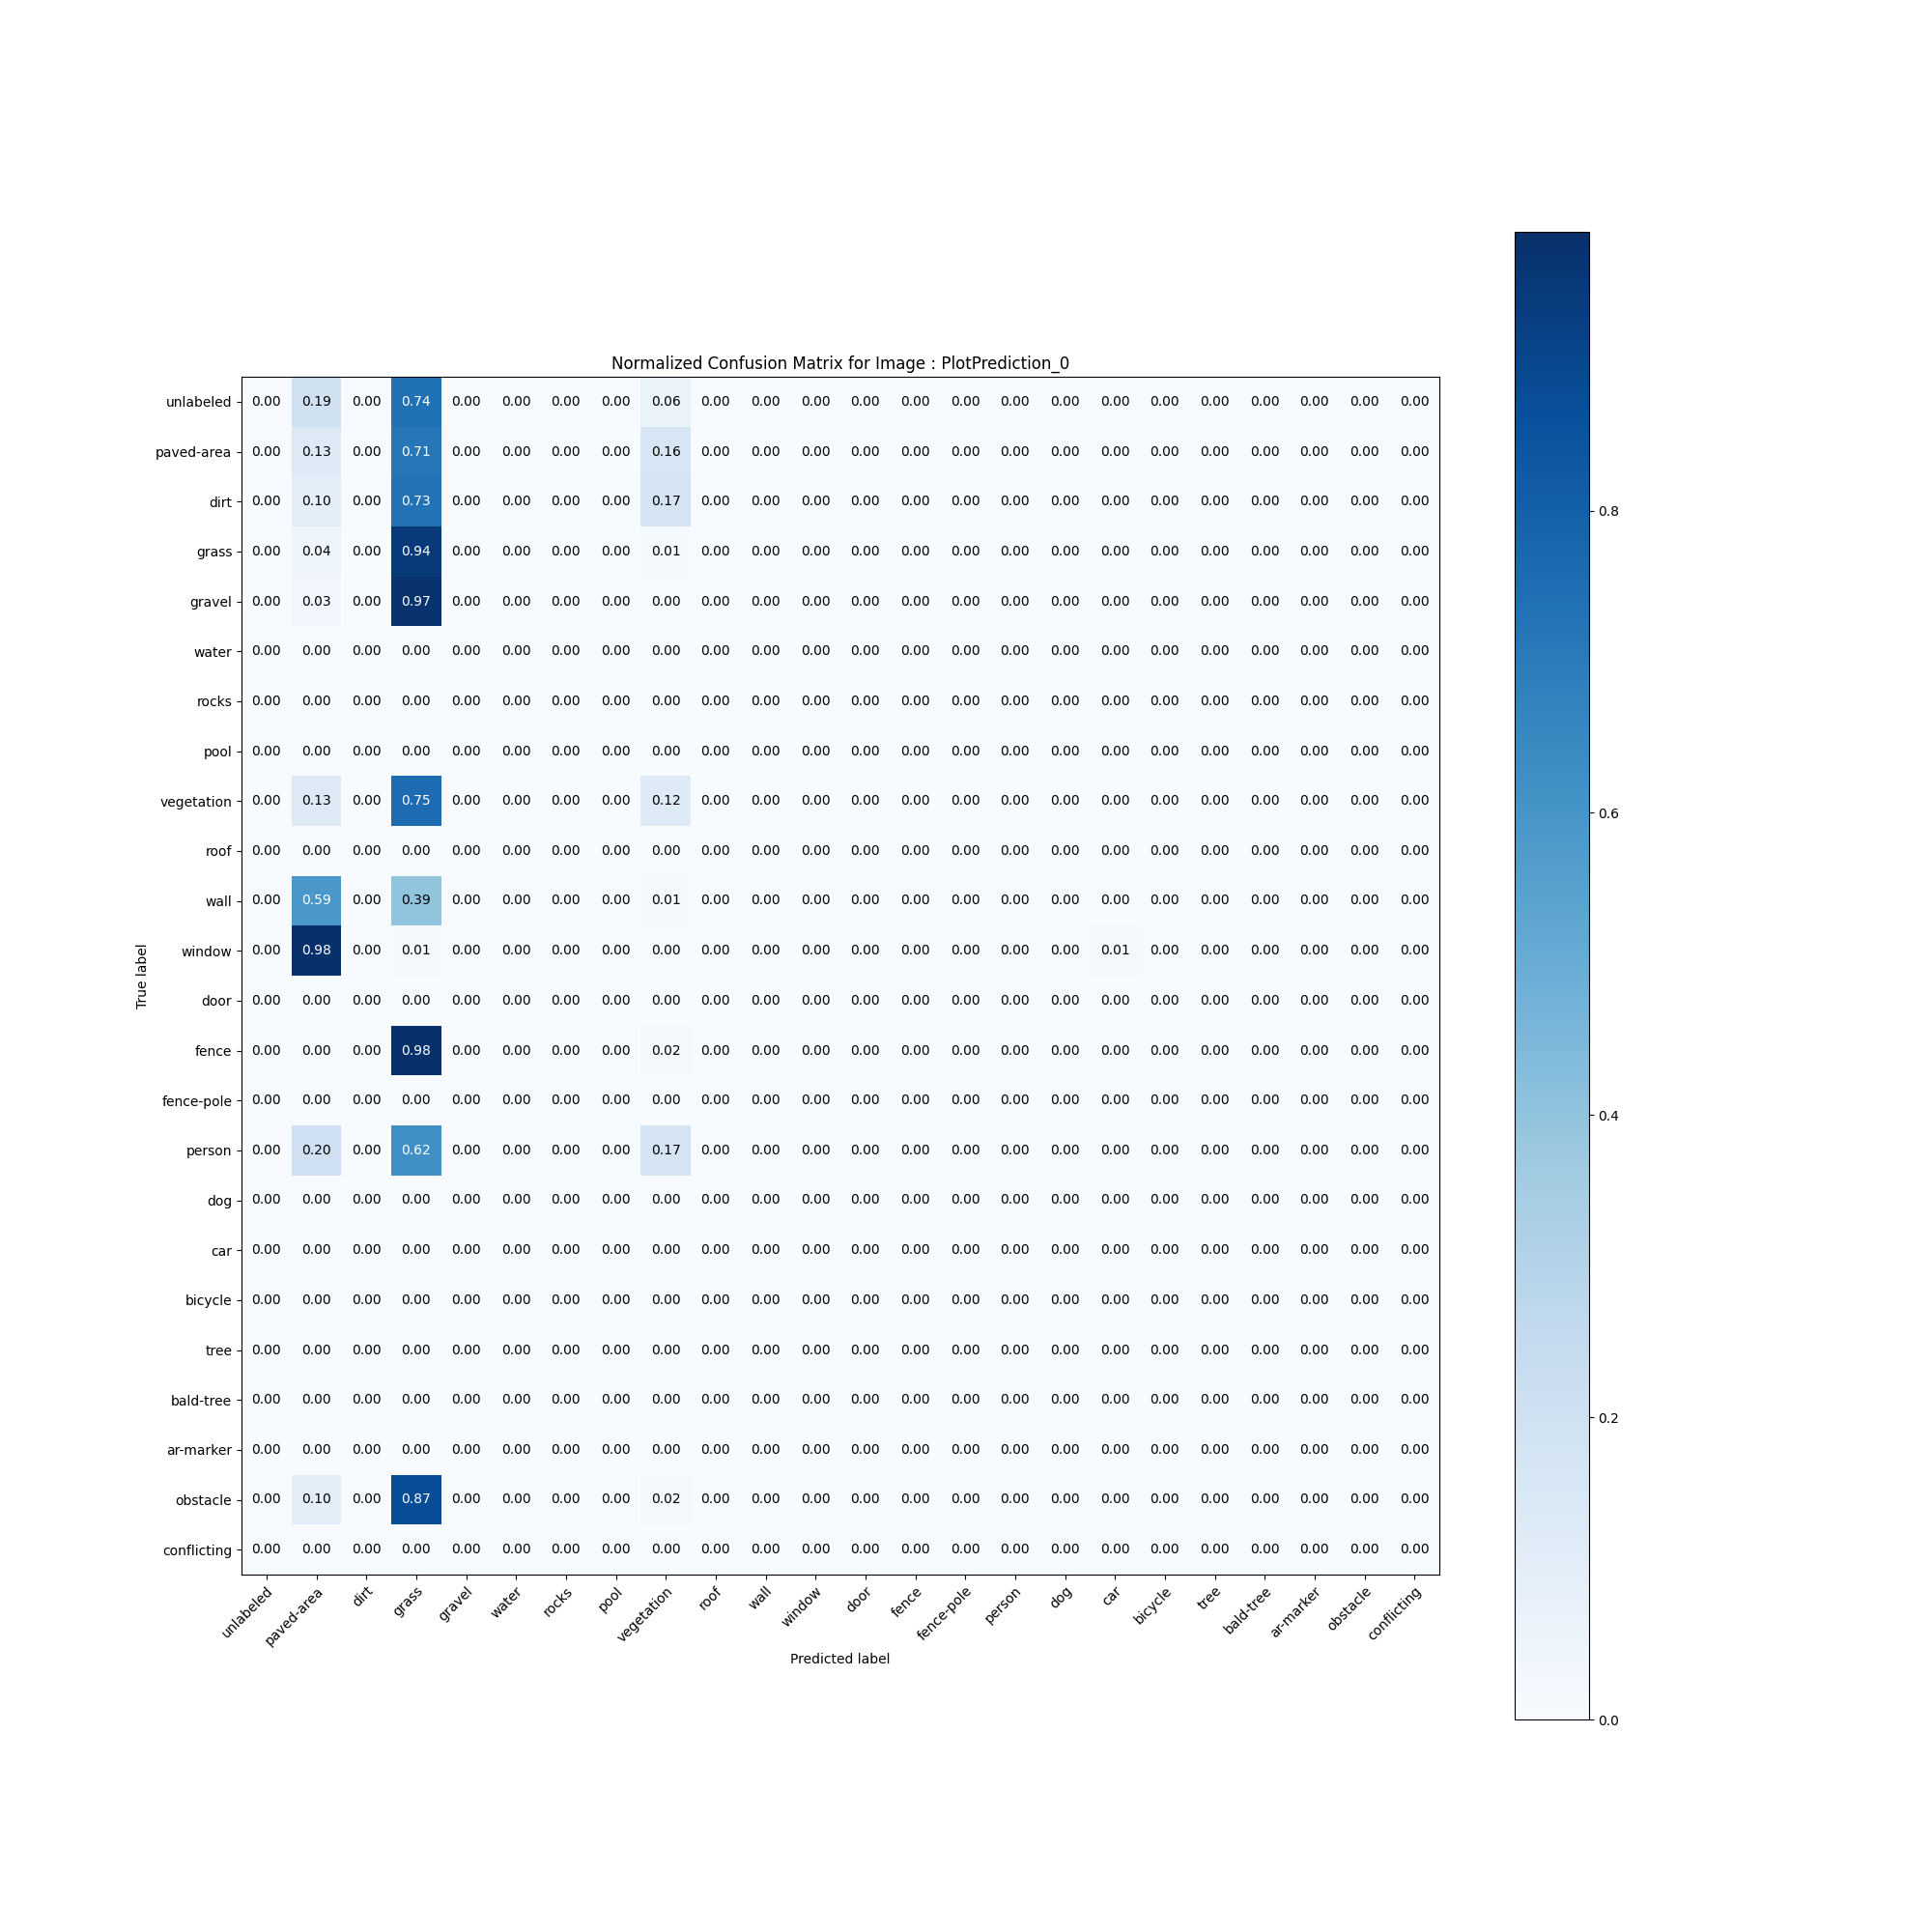 Normalized Confusion Matrix for Image : PlotPrediction_0
unlabeled 0.00 0.19 0.00 0.74 0.00 0.00 0.00 0.00 0.06 0.00 0.00 0.00 0.00 0.00 0.00 0.00 0.00 0.00 0.00 0.00 0.00 0.00 0.00 0.00
paved-area 0.00 0.13 0.00 0.71 0.00 0.00 0.00 0.00 0.16 0.00 0.00 0.00 0.00 0.00 0.00 0.00 0.00 0.00 0.00 0.00 0.00 0.00 0.00 0.00
dirt 0.00 0.10 0.00 0.73 0.00 0.00 0.00 0.00 0.17 0.00 0.00 0.00 0.00 0.00 0.00 0.00 0.00 0.00 0.00 0.00 0.00 0.00 0.00 0.00
grass 0.00 0.04 0.00 0.94 0.00 0.00 0.00 0.00 0.01 0.00 0.00 0.00 0.00 0.00 0.00 0.00 0.00 0.00 0.00 0.00 0.00 0.00 0.00 0.00
gravel 0.00 0.03 0.00 0.97 0.00 0.00 0.00 0.00 0.00 0.00 0.00 0.00 0.00 0.00 0.00 0.00 0.00 0.00 0.00 0.00 0.00 0.00 0.00 0.00
water 0.00 0.00 0.00 0.00 0.00 0.00 0.00 0.00 0.00 0.00 0.00 0.00 0.00 0.00 0.00 0.00 0.00 0.00 0.00 0.00 0.00 0.00 0.00 0.00
rocks 0.00 0.00 0.00 0.00 0.00 0.00 0.00 0.00 0.00 0.00 0.00 0.00 0.00 0.00 0.00 0.00 0.00 0.00 0.00 0.00 0.00 0.00 0.00 0.00
pool 0.00 0.00 0.00 0.00 0.00 0.00 0.00 0.00 0.00 0.00 0.00 0.00 0.00 0.00 0.00 0.00 0.00 0.00 0.00 0.00 0.00 0.00 0.00 0.00
vegetation 0.00 0.13 0.00 0.75 0.00 0.00 0.00 0.00 0.12 0.00 0.00 0.00 0.00 0.00 0.00 0.00 0.00 0.00 0.00 0.00 0.00 0.00 0.00 0.00
roof 0.00 0.00 0.00 0.00 0.00 0.00 0.00 0.00 0.00 0.00 0.00 0.00 0.00 0.00 0.00 0.00 0.00 0.00 0.00 0.00 0.00 0.00 0.00 0.00
wall 0.00 0.59 0.00 0.39 0.00 0.00 0.00 0.00 0.01 0.00 0.00 0.00 0.00 0.00 0.00 0.00 0.00 0.00 0.00 0.00 0.00 0.00 0.00 0.00
window 0.00 0.98 0.00 0.01 0.00 0.00 0.00 0.00 0.00 0.00 0.00 0.00 0.00 0.00 0.00 0.00 0.00 0.01 0.00 0.00 0.00 0.00 0.00 0.00
door 0.00 0.00 0.00 0.00 0.00 0.00 0.00 0.00 0.00 0.00 0.00 0.00 0.00 0.00 0.00 0.00 0.00 0.00 0.00 0.00 0.00 0.00 0.00 0.00
fence 0.00 0.00 0.00 0.98 0.00 0.00 0.00 0.00 0.02 0.00 0.00 0.00 0.00 0.00 0.00 0.00 0.00 0.00 0.00 0.00 0.00 0.00 0.00 0.00
fence-pole 0.00 0.00 0.00 0.00 0.00 0.00 0.00 0.00 0.00 0.00 0.00 0.00 0.00 0.00 0.00 0.00 0.00 0.00 0.00 0.00 0.00 0.00 0.00 0.00
person 0.00 0.20 0.00 0.62 0.00 0.00 0.00 0.00 0.17 0.00 0.00 0.00 0.00 0.00 0.00 0.00 0.00 0.00 0.00 0.00 0.00 0.00 0.00 0.00
dog 0.00 0.00 0.00 0.00 0.00 0.00 0.00 0.00 0.00 0.00 0.00 0.00 0.00 0.00 0.00 0.00 0.00 0.00 0.00 0.00 0.00 0.00 0.00 0.00
car 0.00 0.00 0.00 0.00 0.00 0.00 0.00 0.00 0.00 0.00 0.00 0.00 0.00 0.00 0.00 0.00 0.00 0.00 0.00 0.00 0.00 0.00 0.00 0.00
bicycle 0.00 0.00 0.00 0.00 0.00 0.00 0.00 0.00 0.00 0.00 0.00 0.00 0.00 0.00 0.00 0.00 0.00 0.00 0.00 0.00 0.00 0.00 0.00 0.00
tree 0.00 0.00 0.00 0.00 0.00 0.00 0.00 0.00 0.00 0.00 0.00 0.00 0.00 0.00 0.00 0.00 0.00 0.00 0.00 0.00 0.00 0.00 0.00 0.00
bald-tree 0.00 0.00 0.00 0.00 0.00 0.00 0.00 0.00 0.00 0.00 0.00 0.00 0.00 0.00 0.00 0.00 0.00 0.00 0.00 0.00 0.00 0.00 0.00 0.00
ar-marker 0.00 0.00 0.00 0.00 0.00 0.00 0.00 0.00 0.00 0.00 0.00 0.00 0.00 0.00 0.00 0.00 0.00 0.00 0.00 0.00 0.00 0.00 0.00 0.00
obstacle 0.00 0.10 0.00 0.87 0.00 0.00 0.00 0.00 0.02 0.00 0.00 0.00 0.00 0.00 0.00 0.00 0.00 0.00 0.00 0.00 0.00 0.00 0.00 0.00
conflicting 0.00 0.00 0.00 0.00 0.00 0.00 0.00 0.00 0.00 0.00 0.00 0.00 0.00 0.00 0.00 0.00 0.00 0.00 0.00 0.00 0.00 0.00 0.00 0.00
unlabeled paved-area dirt grass gravel water rocks pool vegetation roof wall window door fence fence-pole person dog car bicycle tree bald-tree ar-marker obstacle conflicting
Predicted label
True label
0.8
0.6
0.4
0.2
0.0